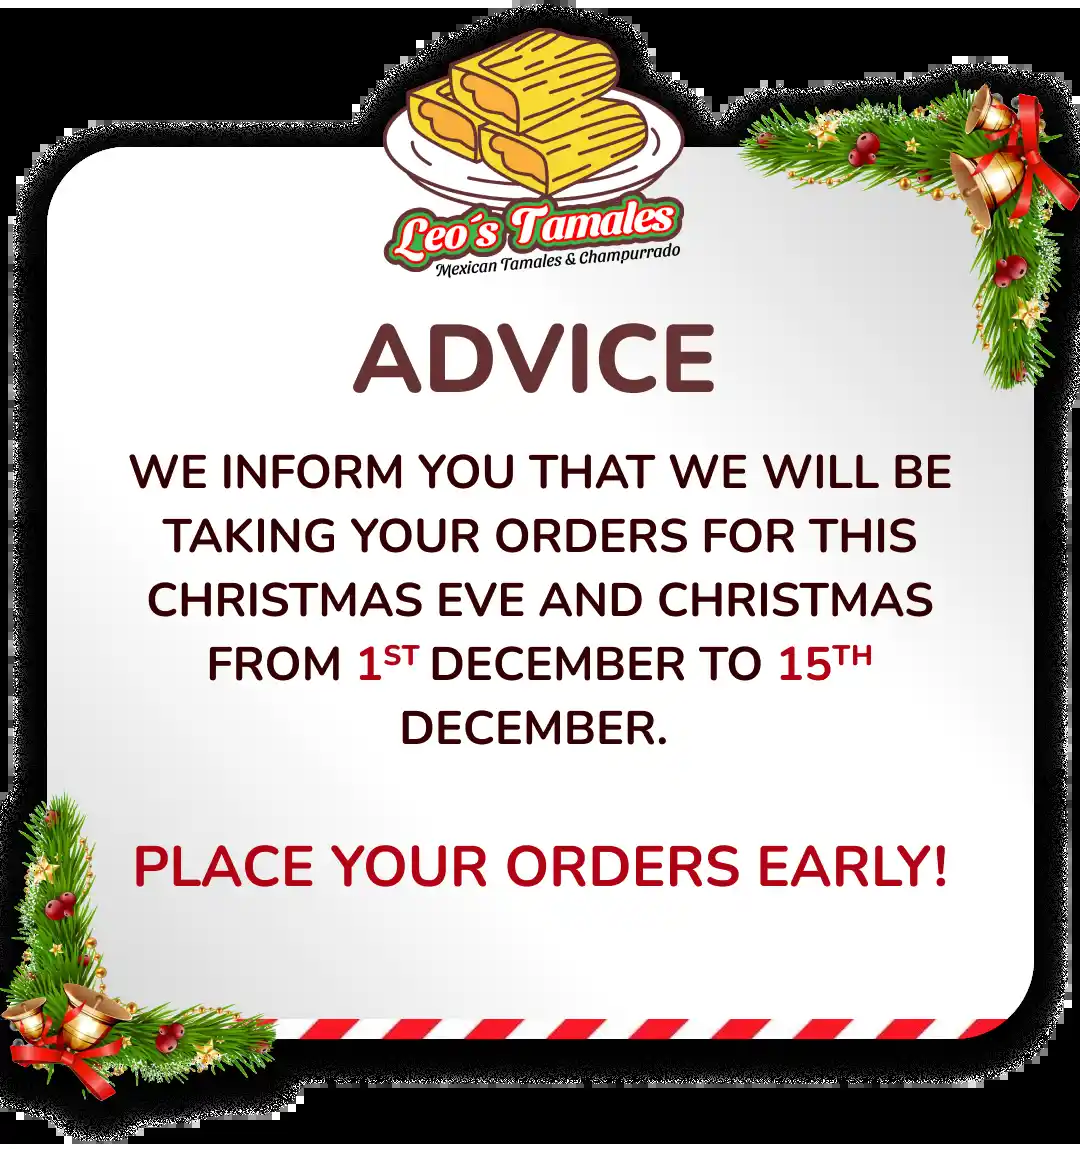 Leo´s Tamales
Mexican Tamales & Champurrado
ADVICE
WE INFORM YOU THAT WE WILL BE
TAKING YOUR ORDERS FOR THIS
CHRISTMAS EVE AND CHRISTMAS
FROM 1ST DECEMBER TO 15TH
DECEMBER.
PLACE YOUR ORDERS EARLY!